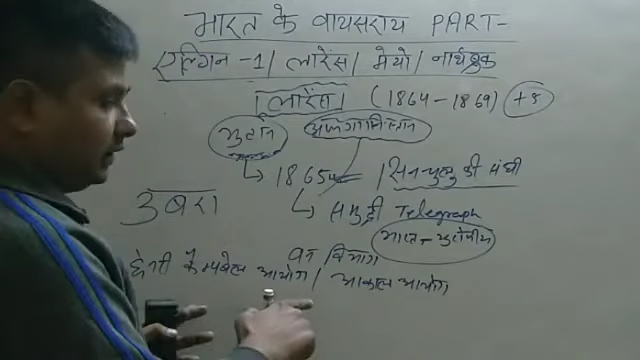 भारत के वायसराय PART-
एल्गिन -1 / लारेंस / मेयो / नार्थब्रुक
लारेंस (1864-1869) +5
भुटान अफगानिस्तान
1865 सिनचुलु की संधी
उबरा समुद्री Telegraph
भारत - युरोपीय
वन विभाग
कैम्पबेल आयोग / अकाल आयोग